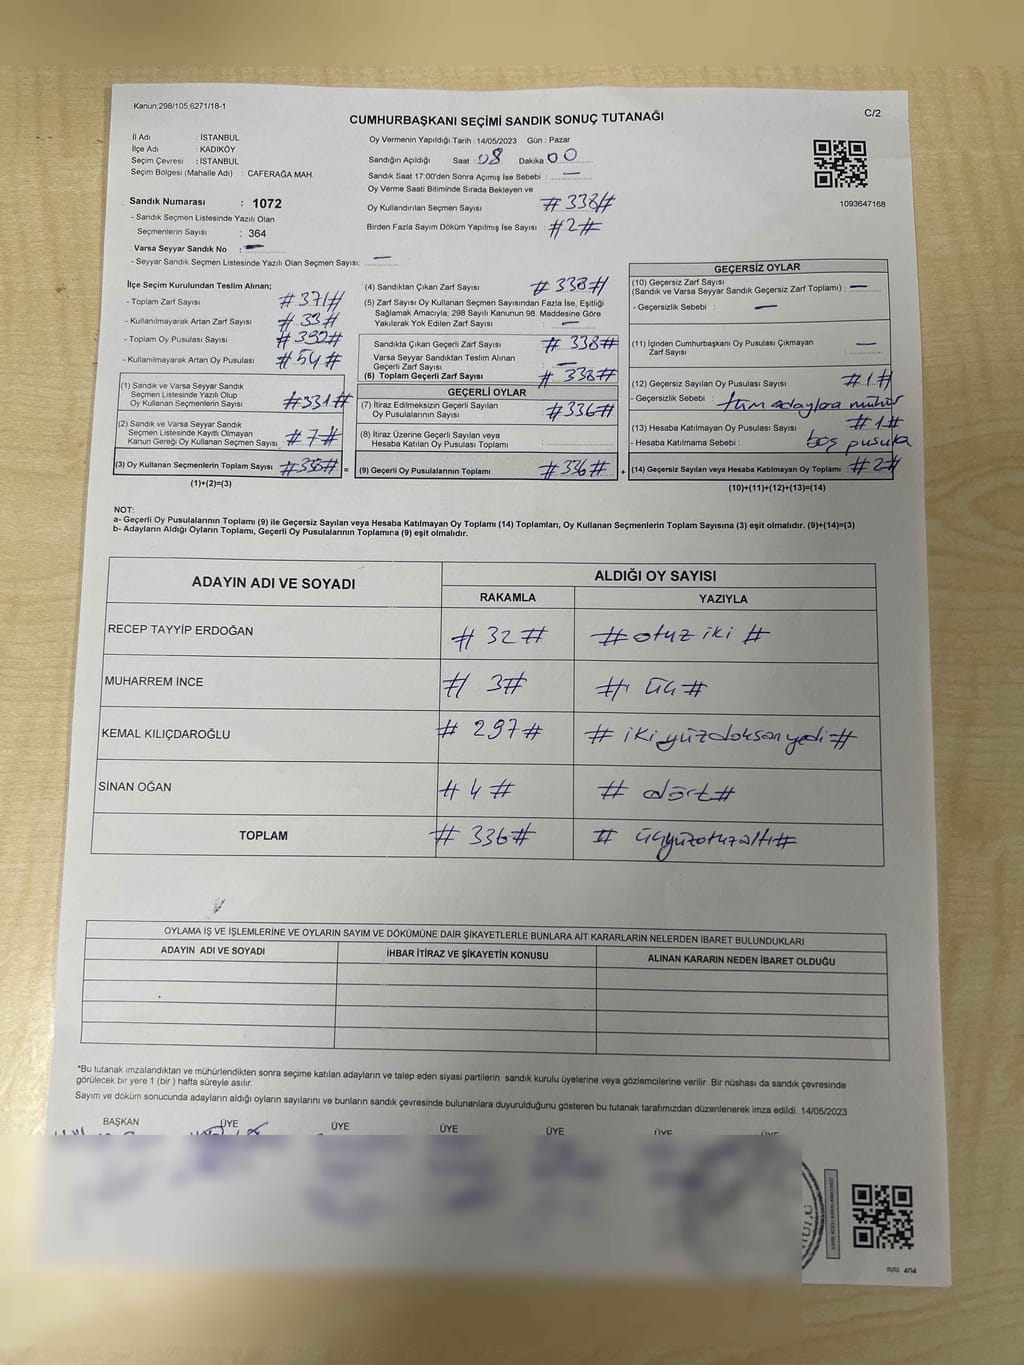 Kanun:298/105;6271/18-1
CUMHURBAŞKANI SEÇİMİ SANDIK SONUÇ TUTANAĞI
C/2
İl Adı : İSTANBUL
İlçe Adı : KADIKÖY
Seçim Çevresi : İSTANBUL
Seçim Bölgesi (Mahalle Adı) : CAFERAĞA MAH.
Sandık Numarası : 1072
- Sandık Seçmen Listesinde Yazılı Olan
Seçmenlerin Sayısı : 364
Varsa Seyyar Sandık No : —
- Seyyar Sandık Seçmen Listesinde Yazılı Olan Seçmen Sayısı: —
Oy Vermenin Yapıldığı Tarih : 14/05/2023 Gün : Pazar
Sandığın Açıldığı Saat : 08 Dakika 00
Sandık Saat 17:00'den Sonra Açımış İse Sebebi : —
Oy Verme Saati Bitiminde Sırada Bekleyen ve
Oy Kullandırılan Seçmen Sayısı #338#
Birden Fazla Sayım Döküm Yapılmış İse Sayısı : #2#
1093647168
İlçe Seçim Kurulundan Teslim Alınan;
- Toplam Zarf Sayısı #371#
- Kullanılmayarak Artan Zarf Sayısı #33#
- Toplam Oy Pusulası Sayısı #392#
- Kullanılmayarak Artan Oy Pusulası #54#
(1) Sandık ve Varsa Seyyar Sandık
Seçmen Listesinde Yazılı Olup
Oy Kullanan Seçmenlerin Sayısı #331#
(2) Sandık ve Varsa Seyyar Sandık
Seçmen Listesinde Kayıtlı Olmayan
Kanun Gereği Oy Kullanan Seçmen Sayısı #7#
(3) Oy Kullanan Seçmenlerin Toplam Sayısı #338# =
(1)+(2)=(3)
(4) Sandıktan Çıkan Zarf Sayısı #338#
(5) Zarf Sayısı Oy Kullanan Seçmen Sayısından Fazla İse, Eşitliği
Sağlamak Amacıyla; 298 Sayılı Kanunun 98. Maddesine Göre
Yakılarak Yok Edilen Zarf Sayısı : —
Sandıkta Çıkan Geçerli Zarf Sayısı #338#
Varsa Seyyar Sandıktan Teslim Alınan
Geçerli Zarf Sayısı : —
(6) Toplam Geçerli Zarf Sayısı #338#
GEÇERLİ OYLAR
(7) İtiraz Edilmeksizin Geçerli Sayılan
Oy Pusulalarının Sayısı : #336#
(8) İtiraz Üzerine Geçerli Sayılan veya
Hesaba Katılan Oy Pusulası Toplamı :
(9) Geçerli Oy Pusulalarının Toplamı #336# +
GEÇERSİZ OYLAR
(10) Geçersiz Zarf Sayısı
(Sandık ve Varsa Seyyar Sandık Geçersiz Zarf Toplamı) : —
- Geçersizlik Sebebi : —
(11) İçinden Cumhurbaşkanı Oy Pusulası Çıkmayan
Zarf Sayısı —
(12) Geçersiz Sayılan Oy Pusulası Sayısı #1#
- Geçersizlik Sebebi : tüm adaylara mühür
(13) Hesaba Katılmayan Oy Pusulası Sayısı #1#
- Hesaba Katılmama Sebebi : boş pusula
(14) Geçersiz Sayılan veya Hesaba Katılmayan Oy Toplamı #2#
(10)+(11)+(12)+(13)=(14)
NOT:
a- Geçerli Oy Pusulalarının Toplamı (9) ile Geçersiz Sayılan veya Hesaba Katılmayan Oy Toplamı (14) Toplamları, Oy Kullanan Seçmenlerin Toplam Sayısına (3) eşit olmalıdır. (9)+(14)=(3)
b- Adayların Aldığı Oyların Toplamı, Geçerli Oy Pusulalarının Toplamına (9) eşit olmalıdır.
ADAYIN ADI VE SOYADI
ALDIĞI OY SAYISI
RAKAMLA YAZIYLA
RECEP TAYYİP ERDOĞAN #32# #otuz iki#
MUHARREM İNCE #3# #üç#
KEMAL KILIÇDAROĞLU #297# #ikiyüzdoksanyedi#
SİNAN OĞAN #4# #dört#
TOPLAM #336# #üçyüzotuzaltı#
OYLAMA İŞ VE İŞLEMLERİNE VE OYLARIN SAYIM VE DÖKÜMÜNE DAİR ŞİKAYETLERLE BUNLARA AİT KARARLARIN NELERDEN İBARET BULUNDUKLARI
ADAYIN ADI VE SOYADI İHBAR İTİRAZ VE ŞİKAYETİN KONUSU ALINAN KARARIN NEDEN İBARET OLDUĞU
*Bu tutanak imzalandıktan ve mühürlendikten sonra seçime katılan adayların ve talep eden siyasi partilerin sandık kurulu üyelerine veya gözlemcilerine verilir. Bir nüshası da sandık çevresinde
görülecek bir yere 1 (bir ) hafta süreyle asılır.
Sayım ve döküm sonucunda adayların aldığı oyların sayılarını ve bunların sandık çevresinde bulunanlara duyurulduğunu gösteren bu tutanak tarafımızdan düzenlenerek imza edildi. 14/05/2023
BAŞKAN ÜYE ÜYE ÜYE ÜYE ÜYE ÜYE